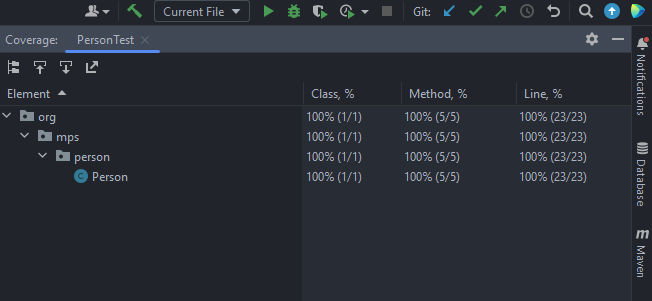 Current File
Git:
Coverage: PersonTest
Element Class, % Method, % Line, %
org 100% (1/1) 100% (5/5) 100% (23/23)
mps 100% (1/1) 100% (5/5) 100% (23/23)
person 100% (1/1) 100% (5/5) 100% (23/23)
C Person 100% (1/1) 100% (5/5) 100% (23/23)
Notifications
Database
m Maven